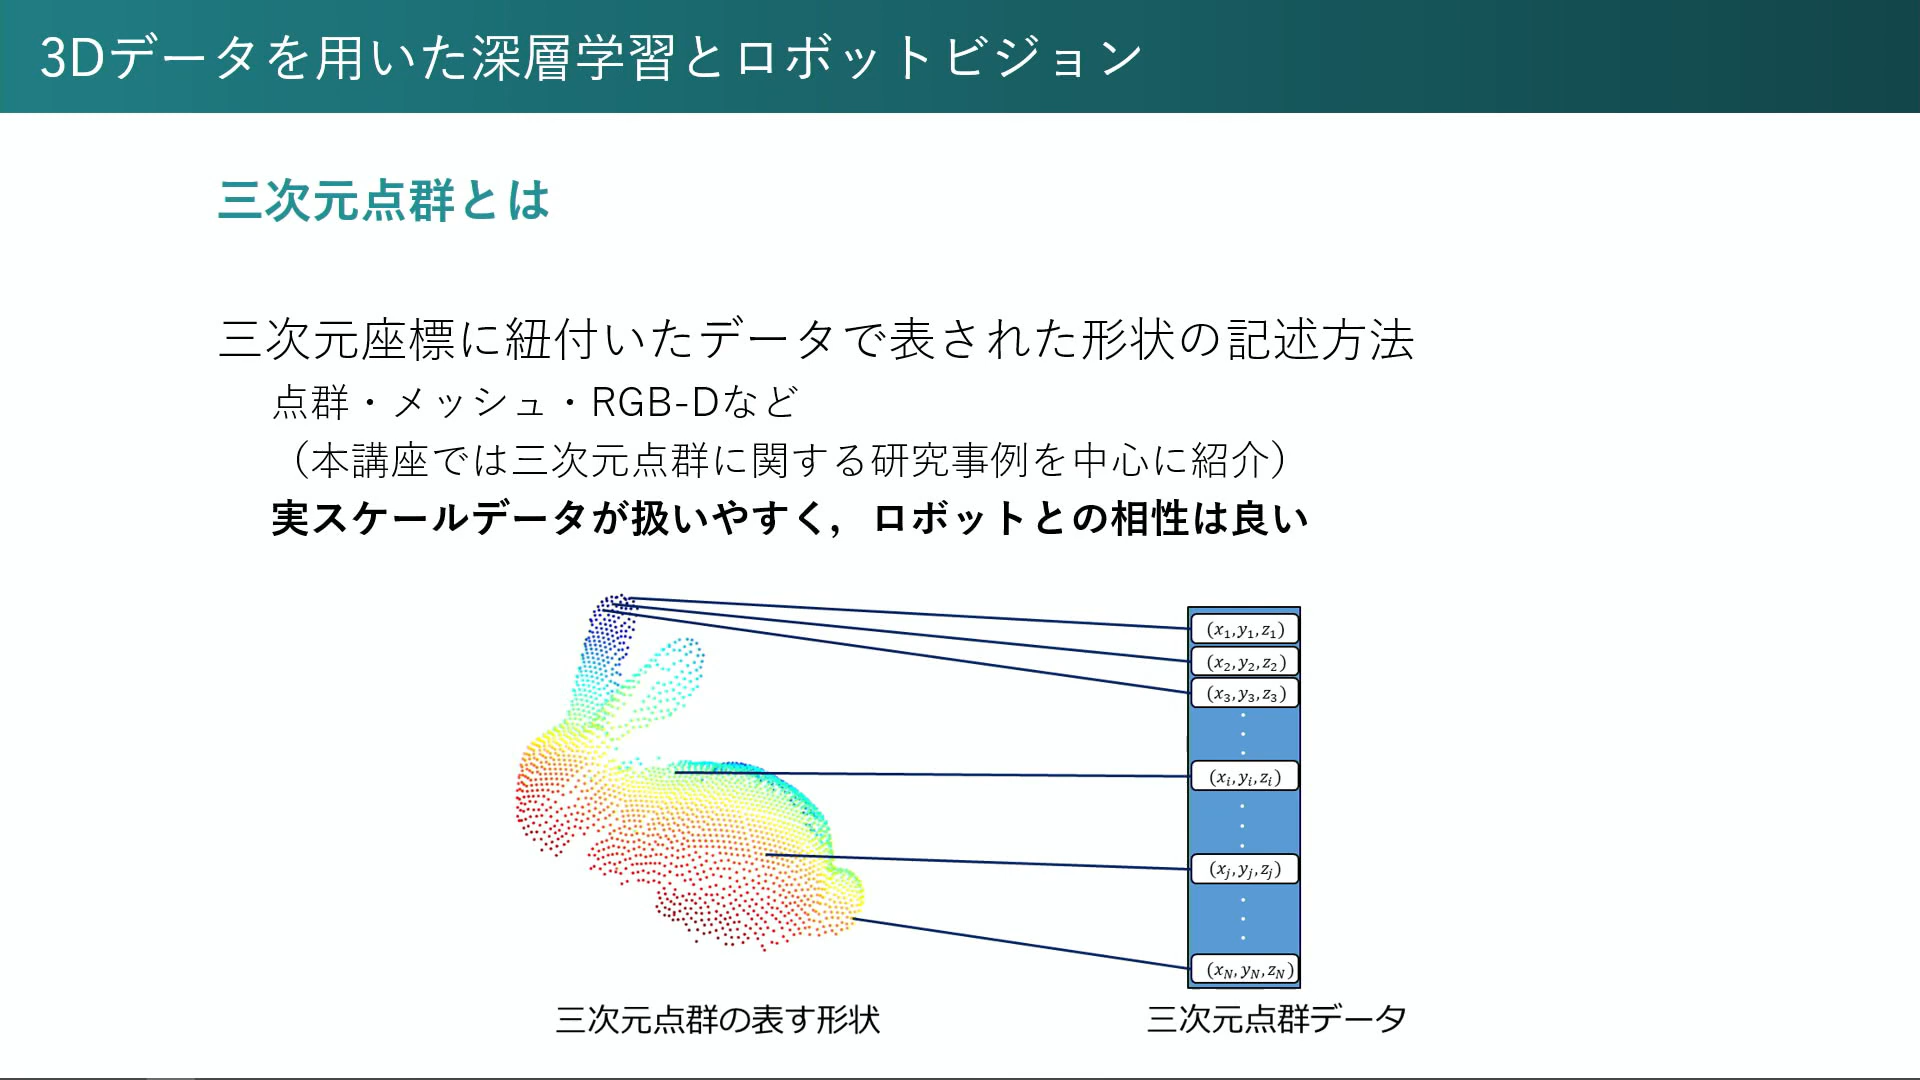 3Dデータを用いた深層学習とロボットビジョン
三次元点群とは
三次元座標に紐付いたデータで表された形状の記述方法
点群・メッシュ・RGB-Dなど
（本講座では三次元点群に関する研究事例を中心に紹介）
実スケールデータが扱いやすく，ロボットとの相性は良い
(x₁,y₁,z₁)
(x₂,y₂,z₂)
(x₃,y₃,z₃)
(xᵢ,yᵢ,zᵢ)
(xⱼ,yⱼ,zⱼ)
(x_N,y_N,z_N)
三次元点群の表す形状
三次元点群データ